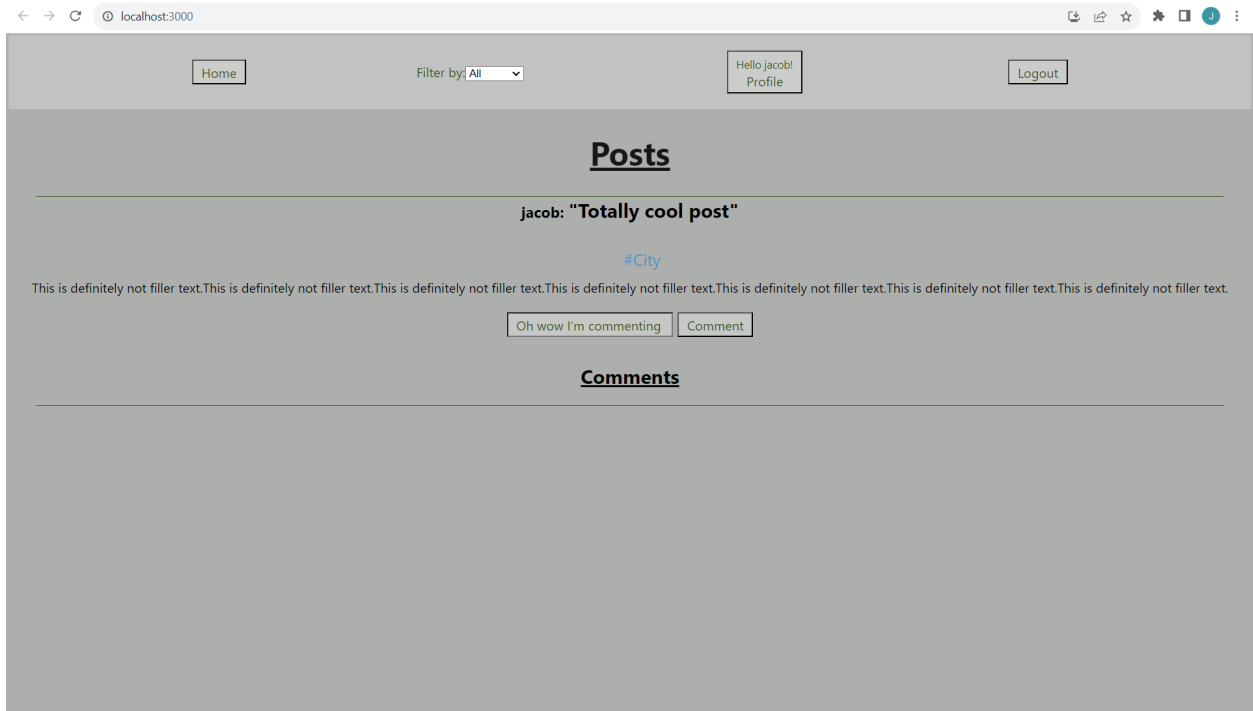 localhost:3000
J
Home
Filter by: All
Hello jacob!
Profile
Logout
Posts
jacob: "Totally cool post"
#City
This is definitely not filler text.This is definitely not filler text.This is definitely not filler text.This is definitely not filler text.This is definitely not filler text.This is definitely not filler text.This is definitely not filler text.
Oh wow I'm commenting
Comment
Comments